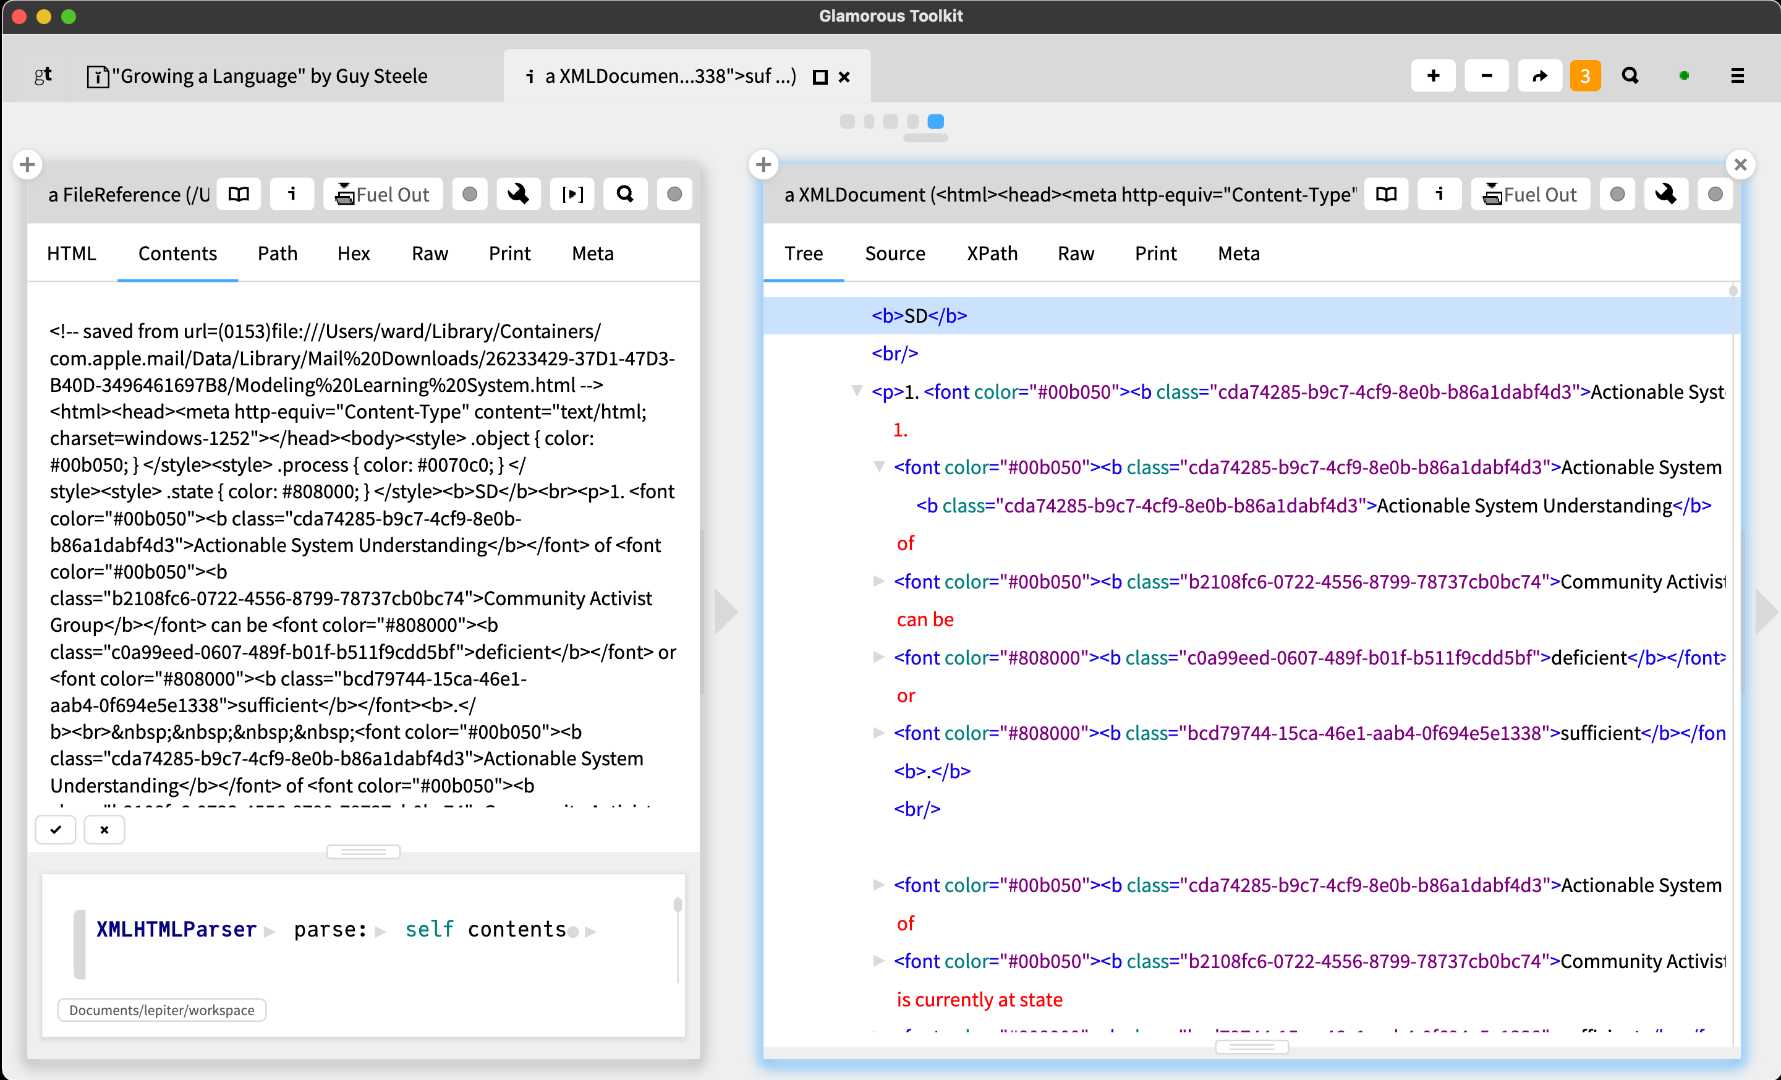 Glamorous Toolkit
gt
"Growing a Language" by Guy Steele
i a XMLDocumen...338">suf ...)
3
a FileReference (/U
i
Fuel Out
HTML Contents Path Hex Raw Print Meta
<!-- saved from url=(0153)file:///Users/ward/Library/Containers/
com.apple.mail/Data/Library/Mail%20Downloads/26233429-37D1-47D3-
B40D-3496461697B8/Modeling%20Learning%20System.html -->
<html><head><meta http-equiv="Content-Type" content="text/html;
charset=windows-1252"></head><body><style> .object { color:
#00b050; } </style><style> .process { color: #0070c0; } </
style><style> .state { color: #808000; } </style><b>SD</b><br><p>1. <font
color="#00b050"><b class="cda74285-b9c7-4cf9-8e0b-
b86a1dabf4d3">Actionable System Understanding</b></font> of <font
color="#00b050"><b
class="b2108fc6-0722-4556-8799-78737cb0bc74">Community Activist
Group</b></font> can be <font color="#808000"><b
class="c0a99eed-0607-489f-b01f-b511f9cdd5bf">deficient</b></font> or
<font color="#808000"><b class="bcd79744-15ca-46e1-
aab4-0f694e5e1338">sufficient</b></font><b>.</
b><br>&nbsp;&nbsp;&nbsp;&nbsp;<font color="#00b050"><b
class="cda74285-b9c7-4cf9-8e0b-b86a1dabf4d3">Actionable System
Understanding</b></font> of <font color="#00b050"><b
XMLHTMLParser parse: self contents
Documents/lepiter/workspace
a XMLDocument (<html><head><meta http-equiv="Content-Type"
i
Fuel Out
Tree Source XPath Raw Print Meta
<b>SD</b>
<br/>
<p>1. <font color="#00b050"><b class="cda74285-b9c7-4cf9-8e0b-b86a1dabf4d3">Actionable Syst
1.
<font color="#00b050"><b class="cda74285-b9c7-4cf9-8e0b-b86a1dabf4d3">Actionable System
<b class="cda74285-b9c7-4cf9-8e0b-b86a1dabf4d3">Actionable System Understanding</b>
of
<font color="#00b050"><b class="b2108fc6-0722-4556-8799-78737cb0bc74">Community Activist
can be
<font color="#808000"><b class="c0a99eed-0607-489f-b01f-b511f9cdd5bf">deficient</b></font>
or
<font color="#808000"><b class="bcd79744-15ca-46e1-aab4-0f694e5e1338">sufficient</b></fon
<b>.</b>
<br/>
<font color="#00b050"><b class="cda74285-b9c7-4cf9-8e0b-b86a1dabf4d3">Actionable System
of
<font color="#00b050"><b class="b2108fc6-0722-4556-8799-78737cb0bc74">Community Activist
is currently at state